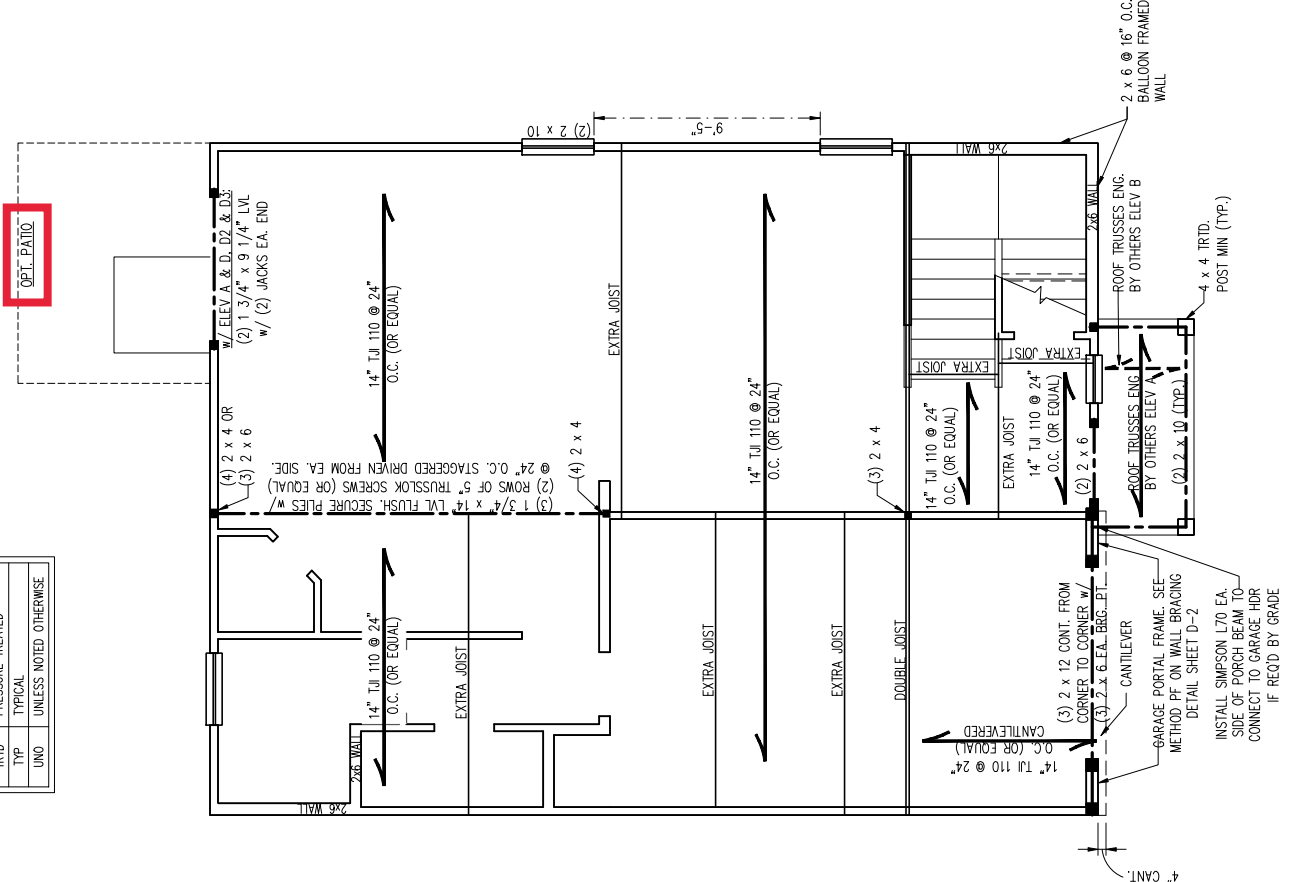 OPT. PATIO
2 x 6 @ 16" O.C.
BALLOON FRAMED
WALL
(2) 2 x 10
9'-5"
w/ ELEV A & D, D2 & D3:
(2) 1 3/4" x 9 1/4" LVL
w/ (2) JACKS EA. END
2x6 WALL
2x6 WALL
14" TJI 110 @ 24"
O.C. (OR EQUAL)
EXTRA JOIST
ROOF TRUSSES ENG.
BY OTHERS ELEV B
4 x 4 TRTD.
POST MIN (TYP.)
(4) 2 x 4 OR
(3) 2 x 6
(3) 1 3/4" x 14" LVL FLUSH. SECURE PLIES w/
(2) ROWS OF 5" TRUSSLOK SCREWS (OR EQUAL)
@ 24" O.C. STAGGERED DRIVEN FROM EA. SIDE.
(4) 2 x 4
14" TJI 110 @ 24"
O.C. (OR EQUAL)
(3) 2 x 4
EXTRA JOIST
EXTRA JOIST
14" TJI 110 @ 24"
O.C. (OR EQUAL)
EXTRA JOIST
14" TJI 110 @ 24"
O.C. (OR EQUAL)
(2) 2 x 6
ROOF TRUSSES ENG.
BY OTHERS ELEV A
(2) 2 x 10 (TYP.)
TYP TYPICAL
UNO UNLESS NOTED OTHERWISE
14" TJI 110 @ 24"
O.C. (OR EQUAL)
EXTRA JOIST
2x6 WALL
2x6 WALL
EXTRA JOIST
EXTRA JOIST
DOUBLE JOIST
14" TJI 110 @ 24"
O.C. (OR EQUAL)
CANTILEVERED
(3) 2 x 12 CONT. FROM
CORNER TO CORNER w/
(3) 2 x 6 EA. BRG. PT.
CANTILEVER
GARAGE PORTAL FRAME. SEE
METHOD PF ON WALL BRACING
DETAIL SHEET D-2
INSTALL SIMPSON L70 EA.
SIDE OF PORCH BEAM TO
CONNECT TO GARAGE HDR
IF REQ'D BY GRADE
4" CANT.